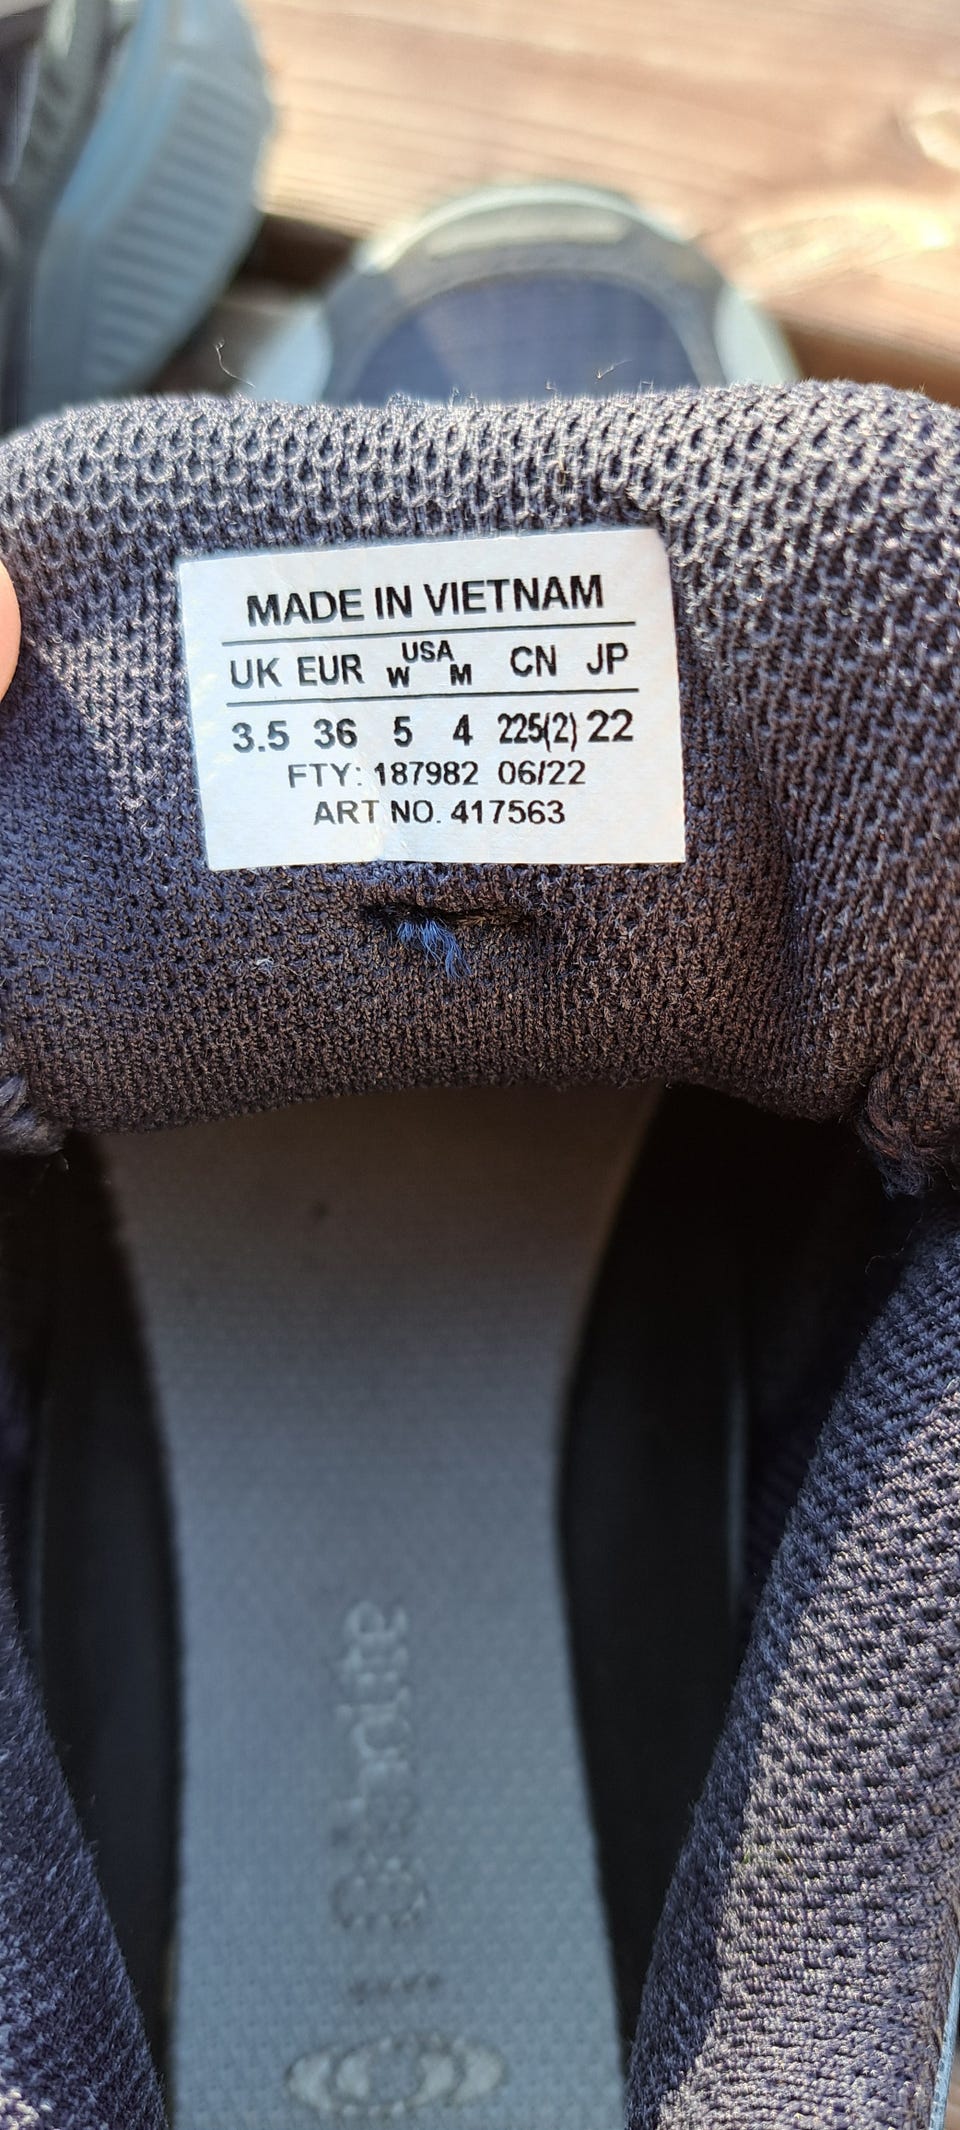 MADE IN VIETNAM
UK EUR USA W M CN JP
3.5 36 5 4 225(2) 22
FTY: 187982 06/22
ART NO. 417563